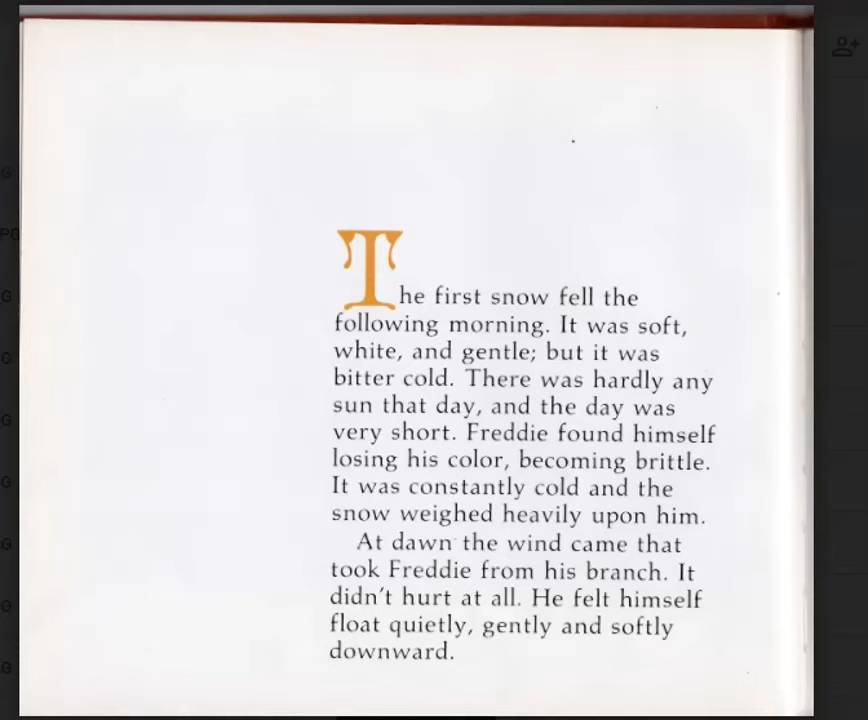 The first snow fell the
following morning. It was soft,
white, and gentle; but it was
bitter cold. There was hardly any
sun that day, and the day was
very short. Freddie found himself
losing his color, becoming brittle.
It was constantly cold and the
snow weighed heavily upon him.
At dawn the wind came that
took Freddie from his branch. It
didn't hurt at all. He felt himself
float quietly, gently and softly
downward.